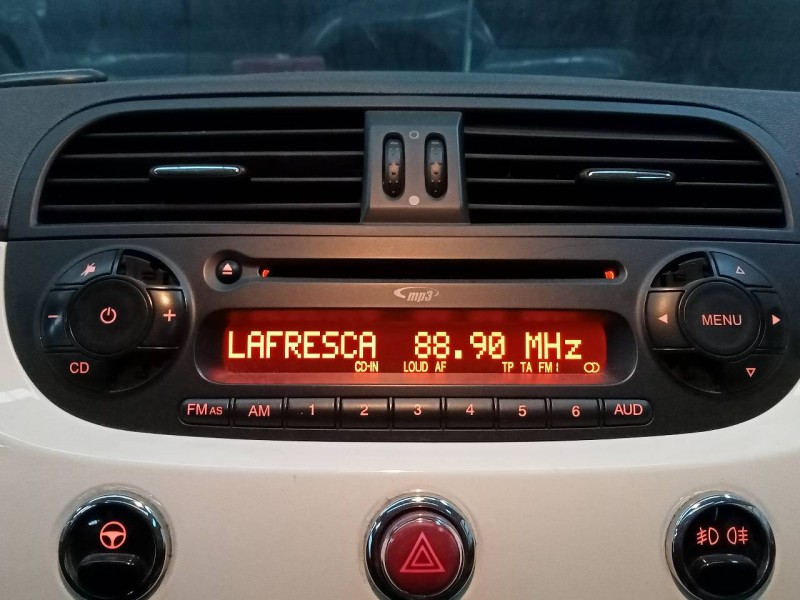 mp3
MENU
LAFRESCA 88.90 MHz
CD-IN LOUD AF TP TA FM1
CD
FM AS AM 1 2 3 4 5 6 AUD